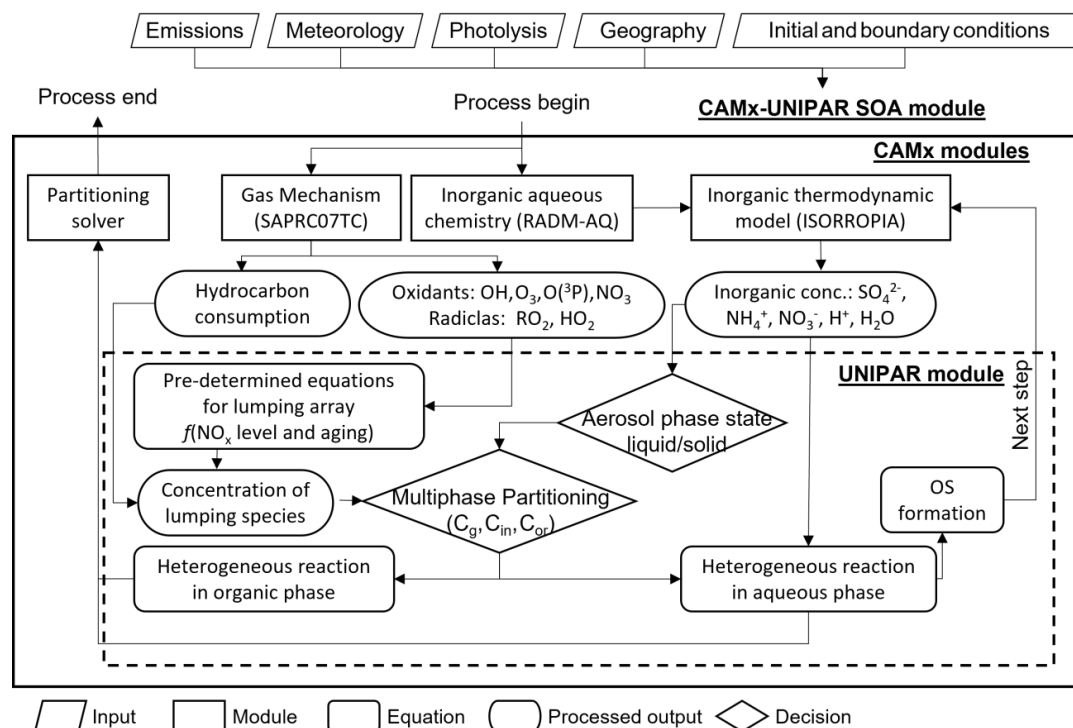 Emissions
Meteorology
Photolysis
Geography
Initial and boundary conditions
Process end
Process begin
CAMx-UNIPAR SOA module
CAMx modules
Partitioning
solver
Gas Mechanism
(SAPRC07TC)
Inorganic aqueous
chemistry (RADM-AQ)
Inorganic thermodynamic
model (ISORROPIA)
Hydrocarbon
consumption
Oxidants: OH,O₃,O(³P),NO₃
Radiclas: RO₂, HO₂
Inorganic conc.: SO₄²⁻,
NH₄⁺, NO₃⁻, H⁺, H₂O
UNIPAR module
Pre-determined equations
for lumping array
f(NOₓ level and aging)
Aerosol phase state
liquid/solid
Next step
Concentration of
lumping species
Multiphase Partitioning
(C_g,C_in,C_or)
OS
formation
Heterogeneous reaction
in organic phase
Heterogeneous reaction
in aqueous phase
Input
Module
Equation
Processed output
Decision